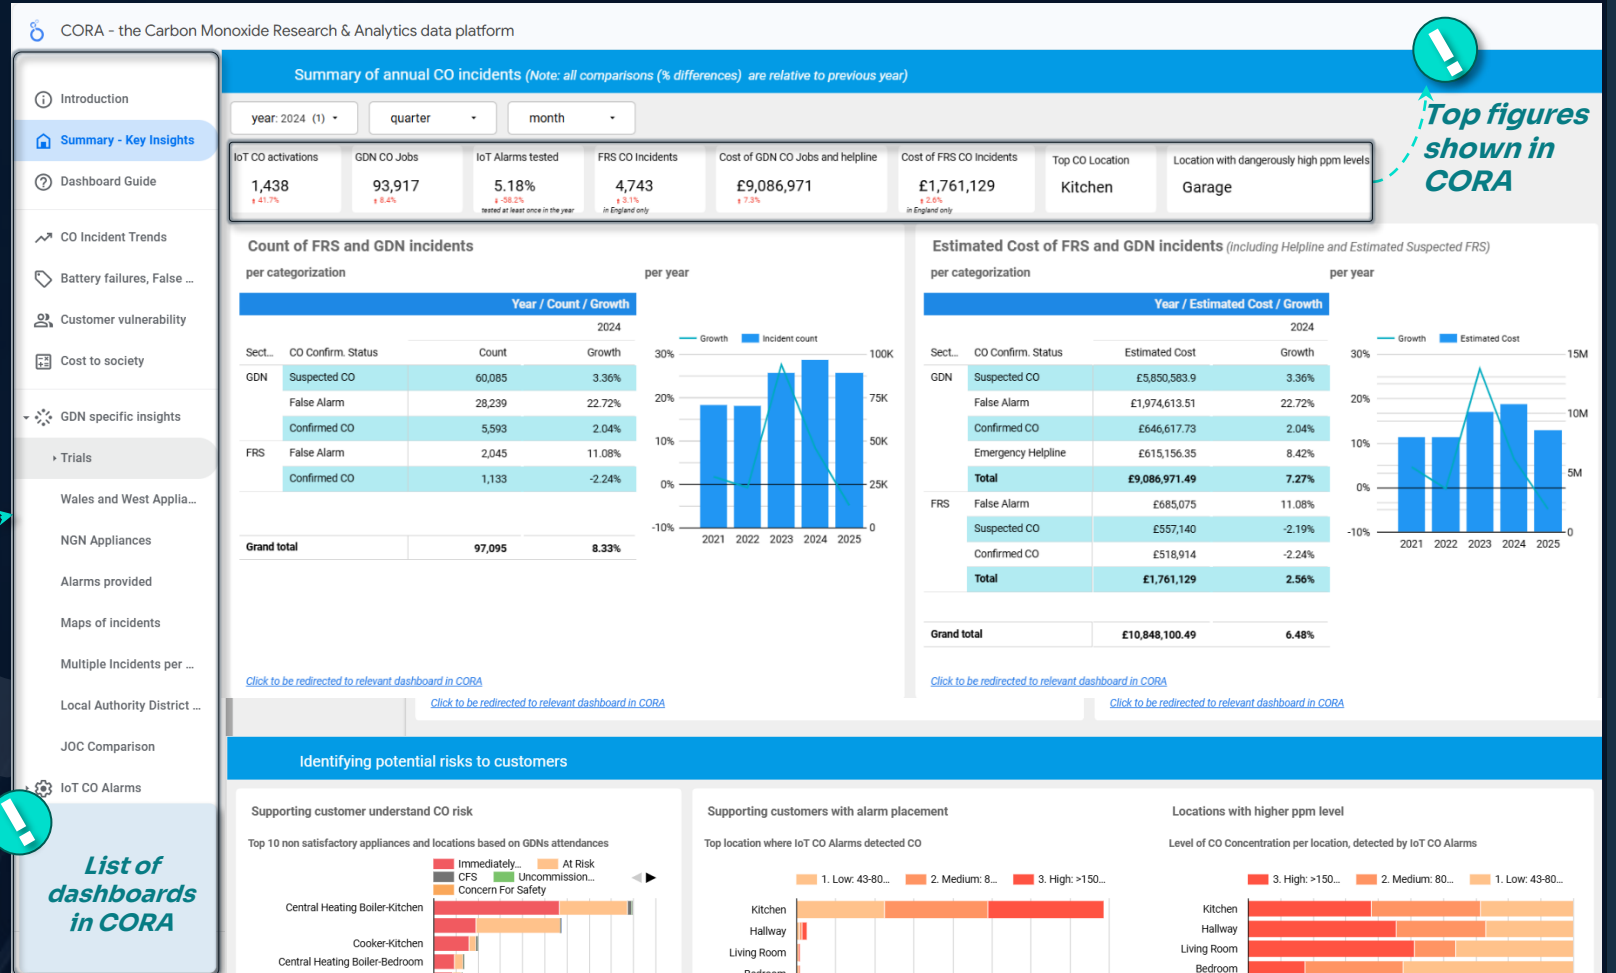 CORA - the Carbon Monoxide Research & Analytics data platform
Introduction
Summary - Key Insights
Dashboard Guide
CO Incident Trends
Battery failures, False ...
Customer vulnerability
Cost to society
GDN specific insights
Trials
Wales and West Applia...
NGN Appliances
Alarms provided
Maps of incidents
Multiple Incidents per ...
Local Authority District ...
JOC Comparison
IoT CO Alarms
List of
dashboards
in CORA
Summary of annual CO incidents (Note: all comparisons (% differences) are relative to previous year)
year: 2024 (1)
quarter
month
Top figures
shown in
CORA
IoT CO activations
1,438
41.7%
GDN CO Jobs
93,917
8.4%
IoT Alarms tested
5.18%
-58.2%
tested at least once in the year
FRS CO Incidents
4,743
3.1%
in England only
Cost of GDN CO Jobs and helpline
£9,086,971
7.3%
Cost of FRS CO Incidents
£1,761,129
2.6%
in England only
Top CO Location
Kitchen
Location with dangerously high ppm levels
Garage
Count of FRS and GDN incidents
per categorization
per year
Year / Count / Growth
2024
Sect... CO Confirm. Status Count Growth
GDN Suspected CO 60,085 3.36%
False Alarm 28,239 22.72%
Confirmed CO 5,593 2.04%
FRS False Alarm 2,045 11.08%
Confirmed CO 1,133 -2.24%
Grand total 97,095 8.33%
Growth Incident count
30% 100K
20% 75K
10% 50K
0% 25K
-10% 0
2021 2022 2023 2024 2025
Click to be redirected to relevant dashboard in CORA
Estimated Cost of FRS and GDN incidents (Including Helpline and Estimated Suspected FRS)
per categorization
per year
Year / Estimated Cost / Growth
2024
Sect... CO Confirm. Status Estimated Cost Growth
GDN Suspected CO £5,850,583.9 3.36%
False Alarm £1,974,613.51 22.72%
Confirmed CO £646,617.73 2.04%
Emergency Helpline £615,156.35 8.42%
Total £9,086,971.49 7.27%
FRS False Alarm £685,075 11.08%
Suspected CO £557,140 -2.19%
Confirmed CO £518,914 -2.24%
Total £1,761,129 2.56%
Grand total £10,848,100.49 6.48%
Growth Estimated Cost
30% 15M
20%
10M
10%
5M
0%
-10% 0
2021 2022 2023 2024 2025
Click to be redirected to relevant dashboard in CORA
Click to be redirected to relevant dashboard in CORA
Click to be redirected to relevant dashboard in CORA
Identifying potential risks to customers
Supporting customer understand CO risk
Top 10 non satisfactory appliances and locations based on GDNs attendances
Immediately... At Risk
CFS Uncommission...
Concern For Safety
Central Heating Boiler-Kitchen
Cooker-Kitchen
Central Heating Boiler-Bedroom
Supporting customers with alarm placement
Top location where IoT CO Alarms detected CO
1. Low: 43-80... 2. Medium: 8... 3. High: >150...
Kitchen
Hallway
Living Room
Bedroom
Locations with higher ppm level
Level of CO Concentration per location, detected by IoT CO Alarms
3. High: >150... 2. Medium: 80... 1. Low: 43-80...
Kitchen
Hallway
Living Room
Bedroom